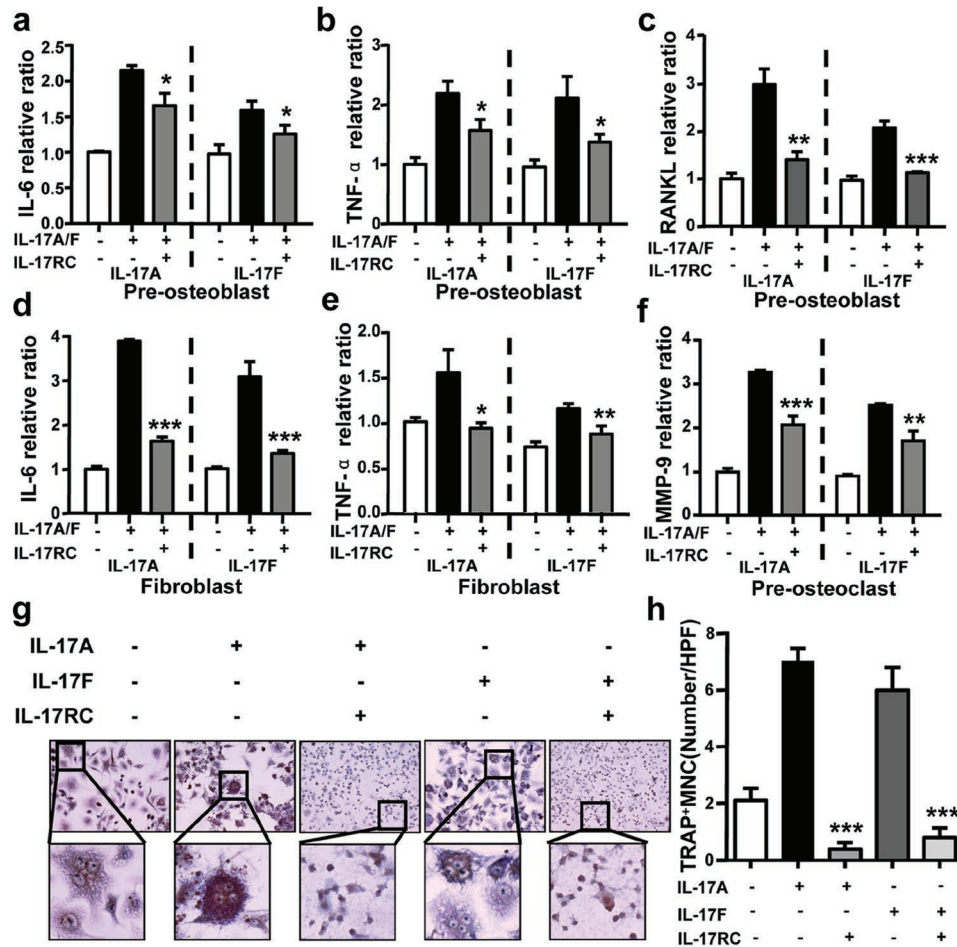 a
IL-6 relative ratio
2.5
2.0
1.5
1.0
0.5
0.0
* *
IL-17A/F - + + - + +
IL-17RC - - + - - +
IL-17A IL-17F
Pre-osteoblast
b
TNF-α relative ratio
3
2
1
0
* *
IL-17A/F - + + - + +
IL-17RC - - + - - +
IL-17A IL-17F
Pre-osteoblast
c
RANKL relative ratio
4
3
2
1
0
** ***
IL-17A/F - + + - + +
IL-17RC - - + - - +
IL-17A IL-17F
Pre-osteoblast
d
IL-6 relative ratio
4
3
2
1
0
*** ***
IL-17A/F - + + - + +
IL-17RC - - + - - +
IL-17A IL-17F
Fibroblast
e
TNF-α relative ratio
2.0
1.5
1.0
0.5
0.0
* **
IL-17A/F - + + - + +
IL-17RC - - + - - +
IL-17A IL-17F
Fibroblast
f
MMP-9 relative ratio
4
3
2
1
0
*** **
IL-17A/F - + + - + +
IL-17RC - - + - - +
IL-17A IL-17F
Pre-osteoclast
g
IL-17A - + + - -
IL-17F - - - + +
IL-17RC - - + - +
h
TRAP+MNC(Number/HPF)
8
6
4
2
0
*** ***
IL-17A - + + - -
IL-17F - - - + +
IL-17RC - - + - +